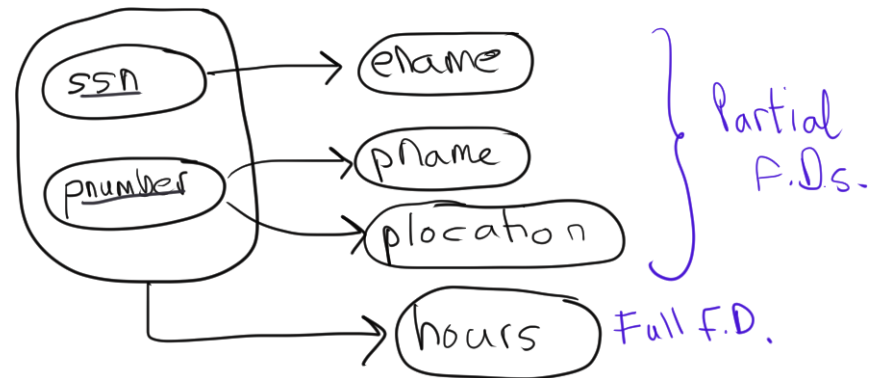 ssn
ename
pnumber
pname
plocation
hours
Partial
F.D.s.
Full F.D.